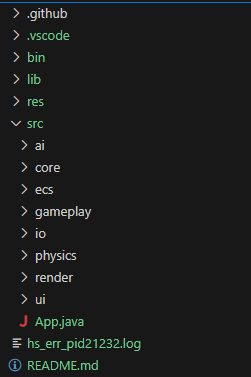 .github
.vscode
bin
lib
res
src
ai
core
ecs
gameplay
io
physics
render
ui
J App.java
hs_err_pid21232.log
README.md